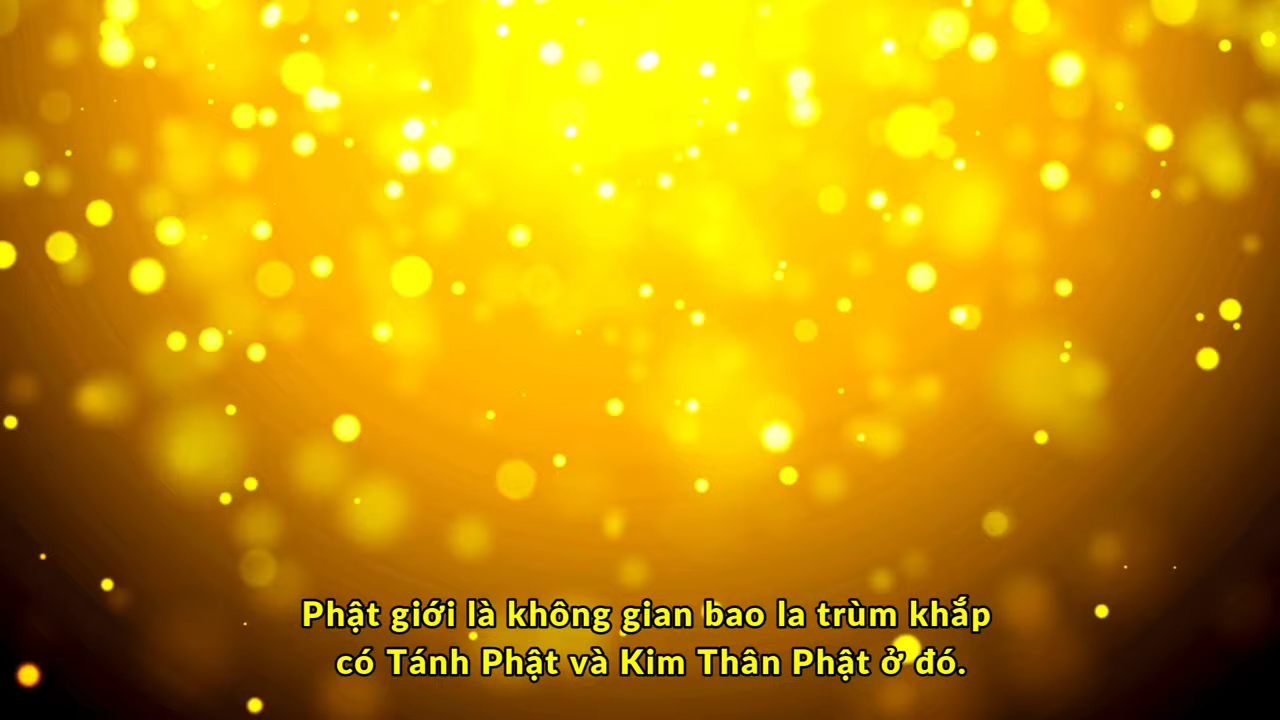 Phật giới là không gian bao la trùm khắp
có Tánh Phật và Kim Thân Phật ở đó.